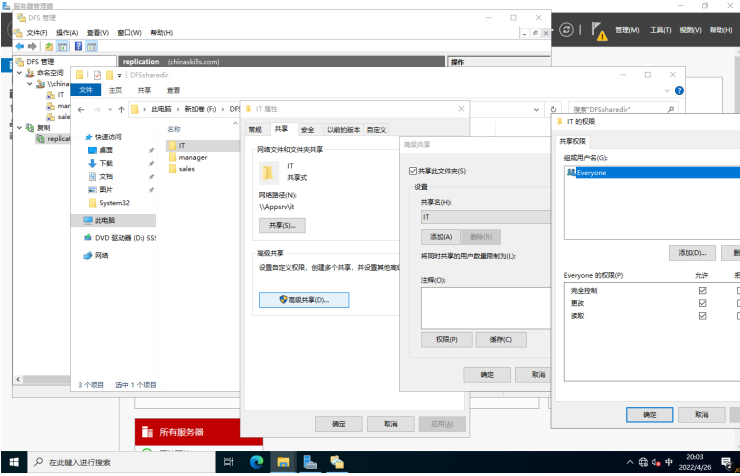 服务器管理器
DFS 管理
文件(F) 操作(A) 查看(V) 窗口(W) 帮助(H)
管理(M) 工具(T) 视图(V) 帮助(H)
DFS 管理
命名空间
\\china
IT
mar
sale
复制
replicat
replication (chinaskills.com)
操作
DFSsharedir
文件 主页 共享 查看
此电脑 新加卷 (F:) DFS
搜索"DFSsharedir"
快速访问
桌面
下载
文档
图片
System32
此电脑
DVD 驱动器 (D:) SSS
网络
名称
IT
manager
sales
3 个项目 选中 1 个项目
IT 属性
常规 共享 安全 以前的版本 自定义
网络文件和文件夹共享
IT
共享式
网络路径(N):
\\Appsrv\it
共享(S)...
高级共享
设置自定义权限，创建多个共享，并设置其他高级
高级共享(D)...
确定 取消 应用(A)
高级共享
共享此文件夹(S)
设置
共享名(H):
IT
添加(A) 删除(R)
将同时共享的用户数量限制为(L):
注释(O):
权限(P) 缓存(C)
确定 取消
IT 的权限
共享权限
组或用户名(G):
Everyone
添加(D)...
Everyone 的权限(P) 允许
完全控制
更改
读取
确定 取消
所有服务器
在此键入进行搜索
中
20:03
2022/4/26